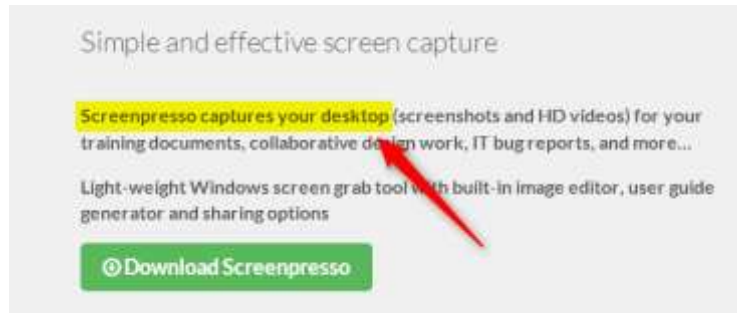 Simple and effective screen capture
Screenpresso captures your desktop (screenshots and HD videos) for your
training documents, collaborative design work, IT bug reports, and more...
Light-weight Windows screen grab tool with built-in image editor, user guide
generator and sharing options
Download Screenpresso